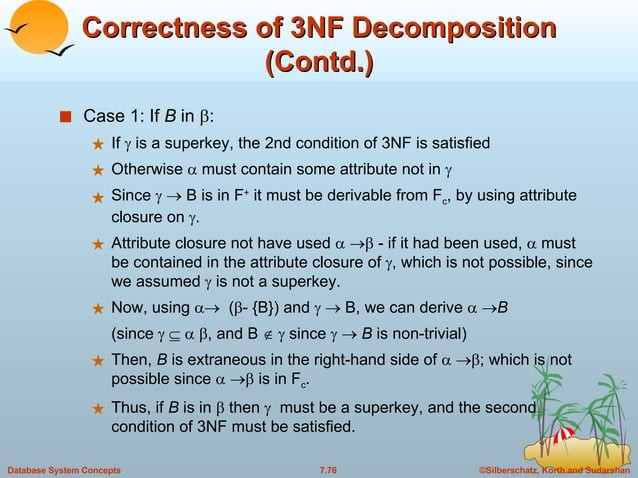 Correctness of 3NF Decomposition
(Contd.)
Case 1: If B in β:
If γ is a superkey, the 2nd condition of 3NF is satisfied
Otherwise α must contain some attribute not in γ
Since γ → B is in F+ it must be derivable from Fc, by using attribute
closure on γ.
Attribute closure not have used α →β - if it had been used, α must
be contained in the attribute closure of γ, which is not possible, since
we assumed γ is not a superkey.
Now, using α→ (β- {B}) and γ → B, we can derive α →B
(since γ ⊆ α β, and B ∉ γ since γ → B is non-trivial)
Then, B is extraneous in the right-hand side of α →β; which is not
possible since α →β is in Fc.
Thus, if B is in β then γ must be a superkey, and the second
condition of 3NF must be satisfied.
Database System Concepts 7.76 ©Silberschatz, Korth and Sudarshan